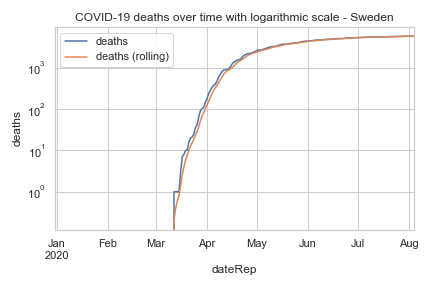 COVID-19 deaths over time with logarithmic scale - Sweden
deaths
deaths (rolling)
10³
10²
10¹
10⁰
deaths
Jan Feb Mar Apr May Jun Jul Aug
2020
dateRep